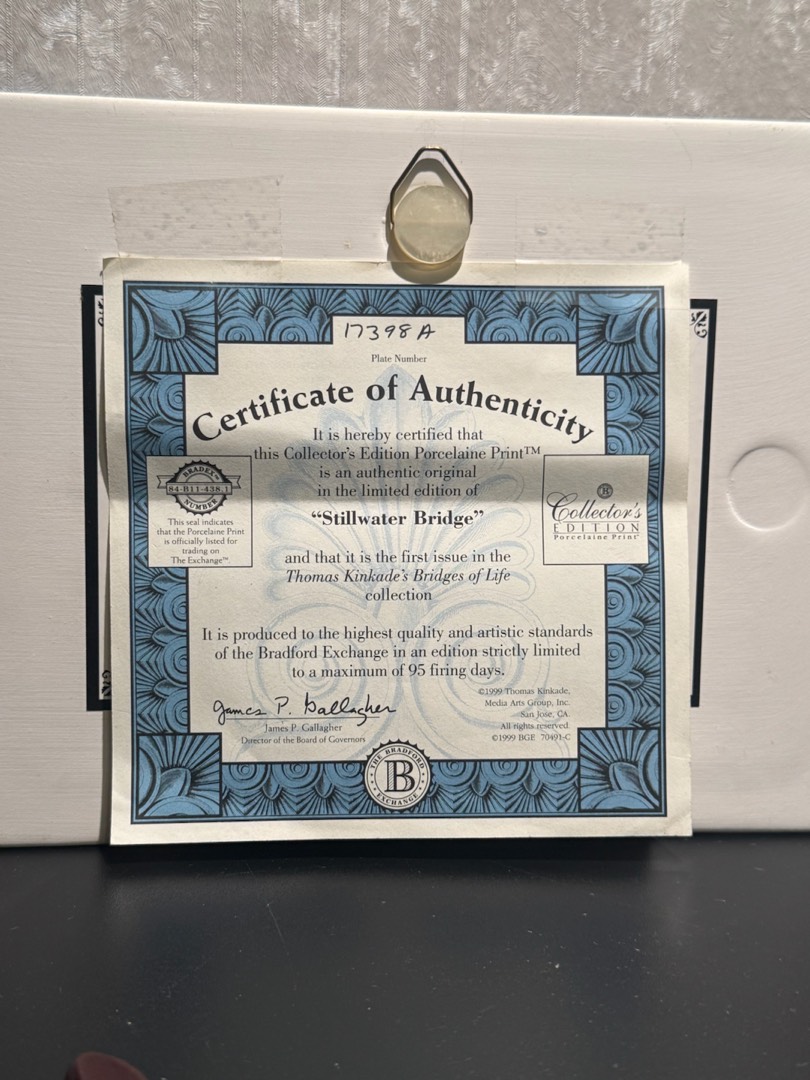 17398A
Plate Number
Certificate of Authenticity
It is hereby certified that
this Collector's Edition Porcelaine Print™
is an authentic original
in the limited edition of
“Stillwater Bridge”
and that it is the first issue in the
Thomas Kinkade's Bridges of Life
collection
It is produced to the highest quality and artistic standards
of the Bradford Exchange in an edition strictly limited
to a maximum of 95 firing days.
BRADEX™
84-B11-438.1
NUMBER
This seal indicates
that the Porcelaine Print
is officially listed for
trading on
The Exchange™.
B
Collector's
EDITION
Porcelaine Print™
James P. Gallagher
James P. Gallagher
Director of the Board of Governors
©1999 Thomas Kinkade,
Media Arts Group, Inc.
San Jose, CA
All rights reserved.
©1999 BGE 70491-C
THE BRADFORD
B
EXCHANGE